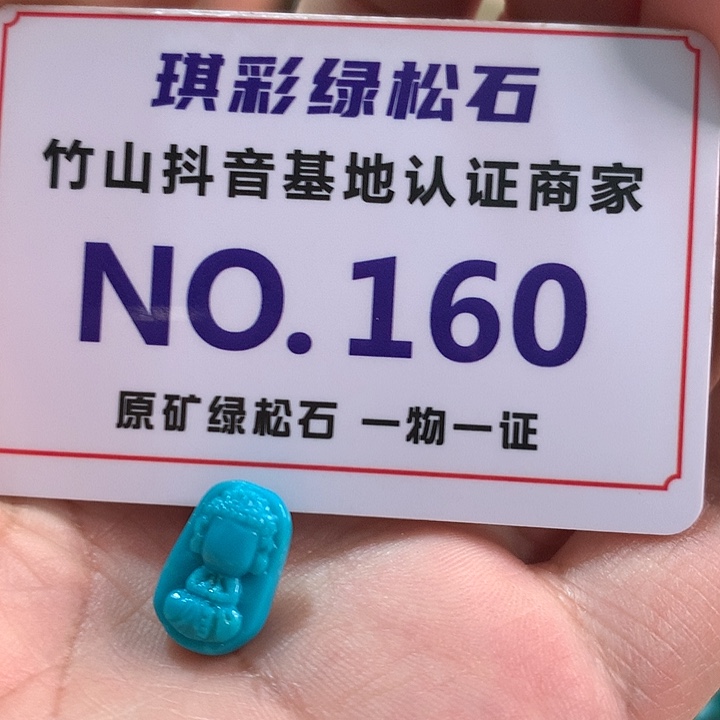 琪彩绿松石
竹山抖音基地认证商家
NO.160
原矿绿松石 一物一证